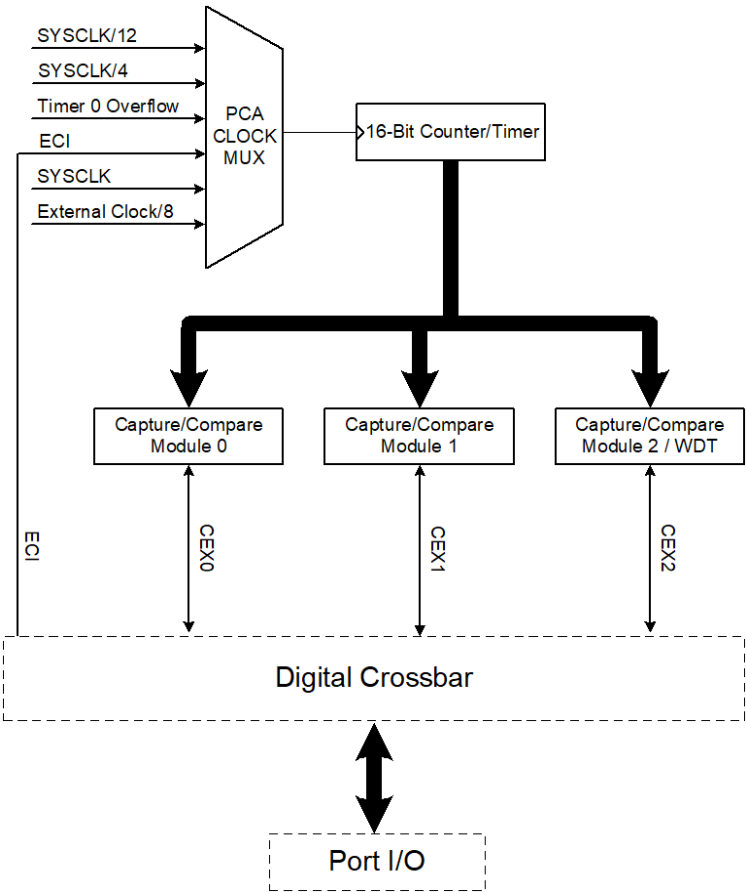 SYSCLK/12
SYSCLK/4
Timer 0 Overflow
ECI
SYSCLK
External Clock/8
PCA
CLOCK
MUX
16-Bit Counter/Timer
Capture/Compare
Module 0
Capture/Compare
Module 1
Capture/Compare
Module 2 / WDT
ECI
CEX0
CEX1
CEX2
Digital Crossbar
Port I/O